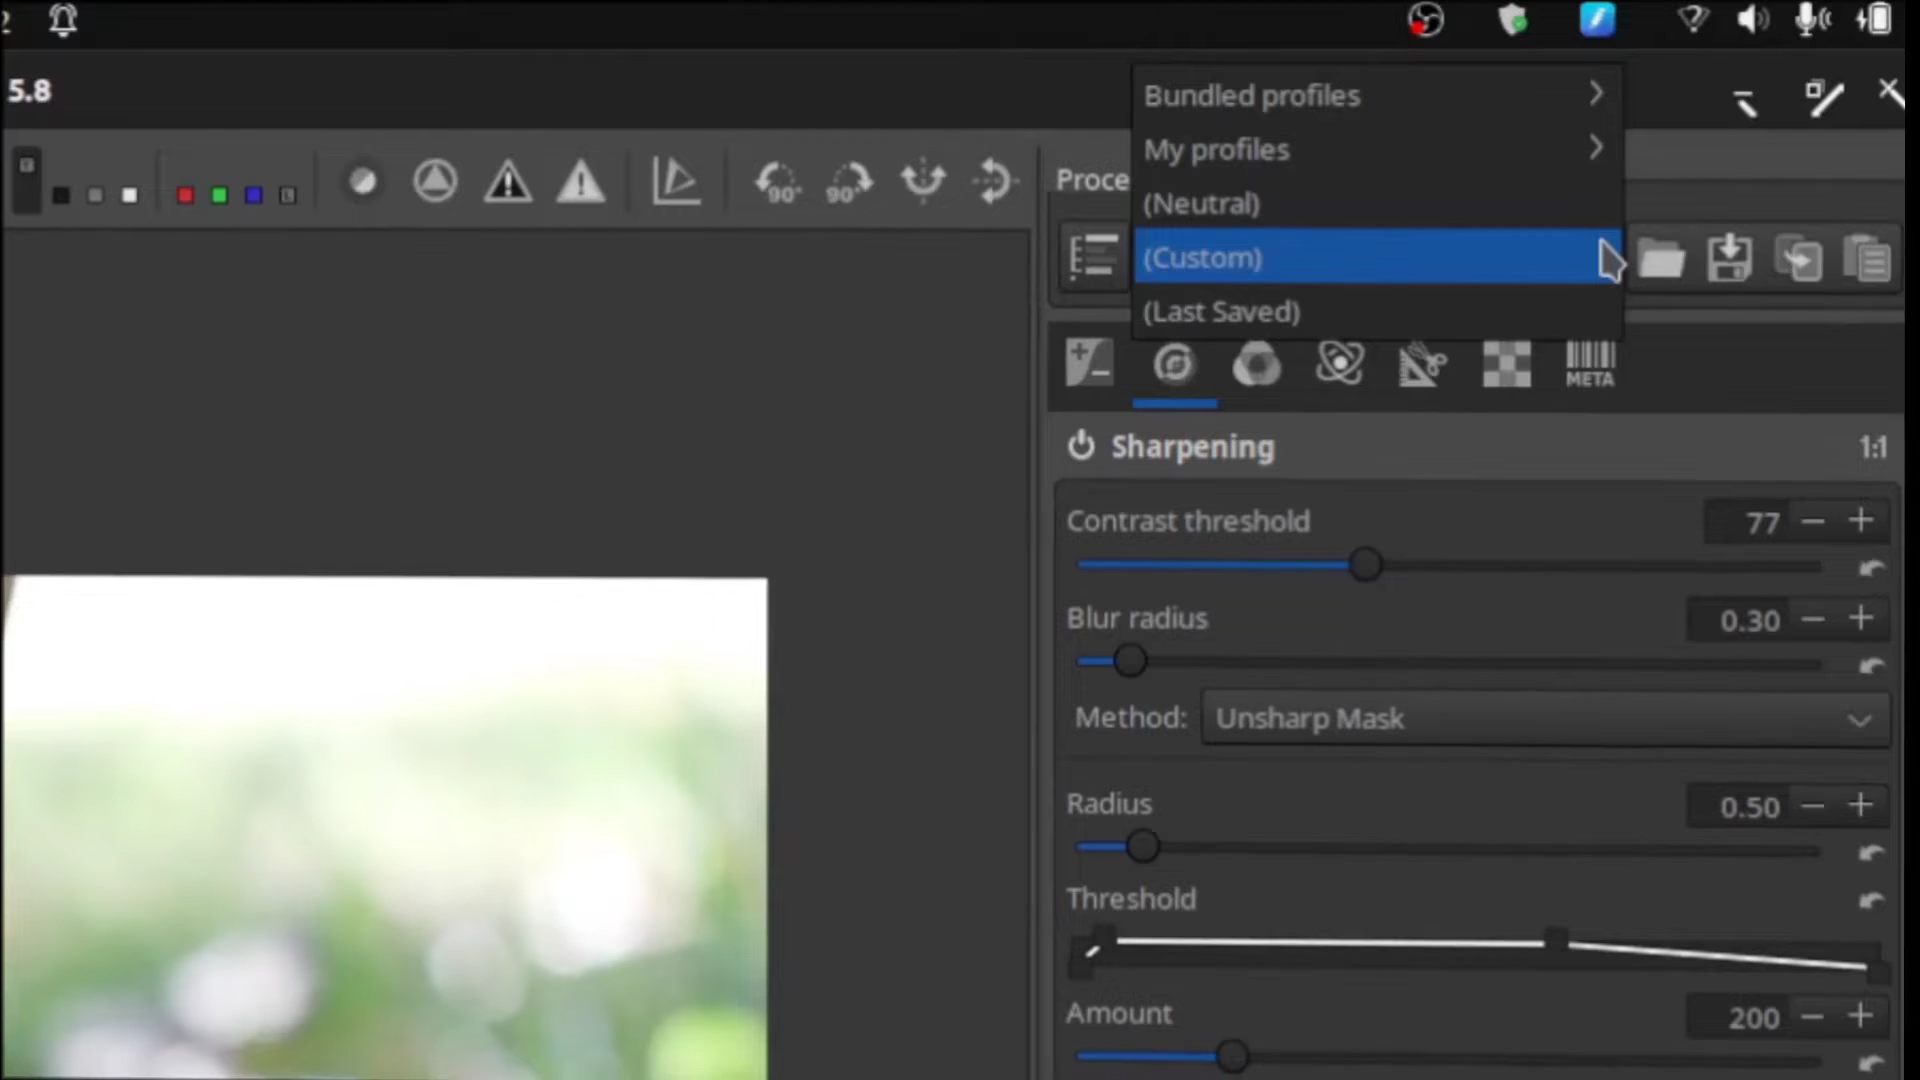 5.8
Bundled profiles
My profiles
(Neutral)
(Custom)
(Last Saved)
Proce
90°
90°
META
Sharpening
1:1
Contrast threshold
77
Blur radius
0.30
Method:
Unsharp Mask
Radius
0.50
Threshold
Amount
200